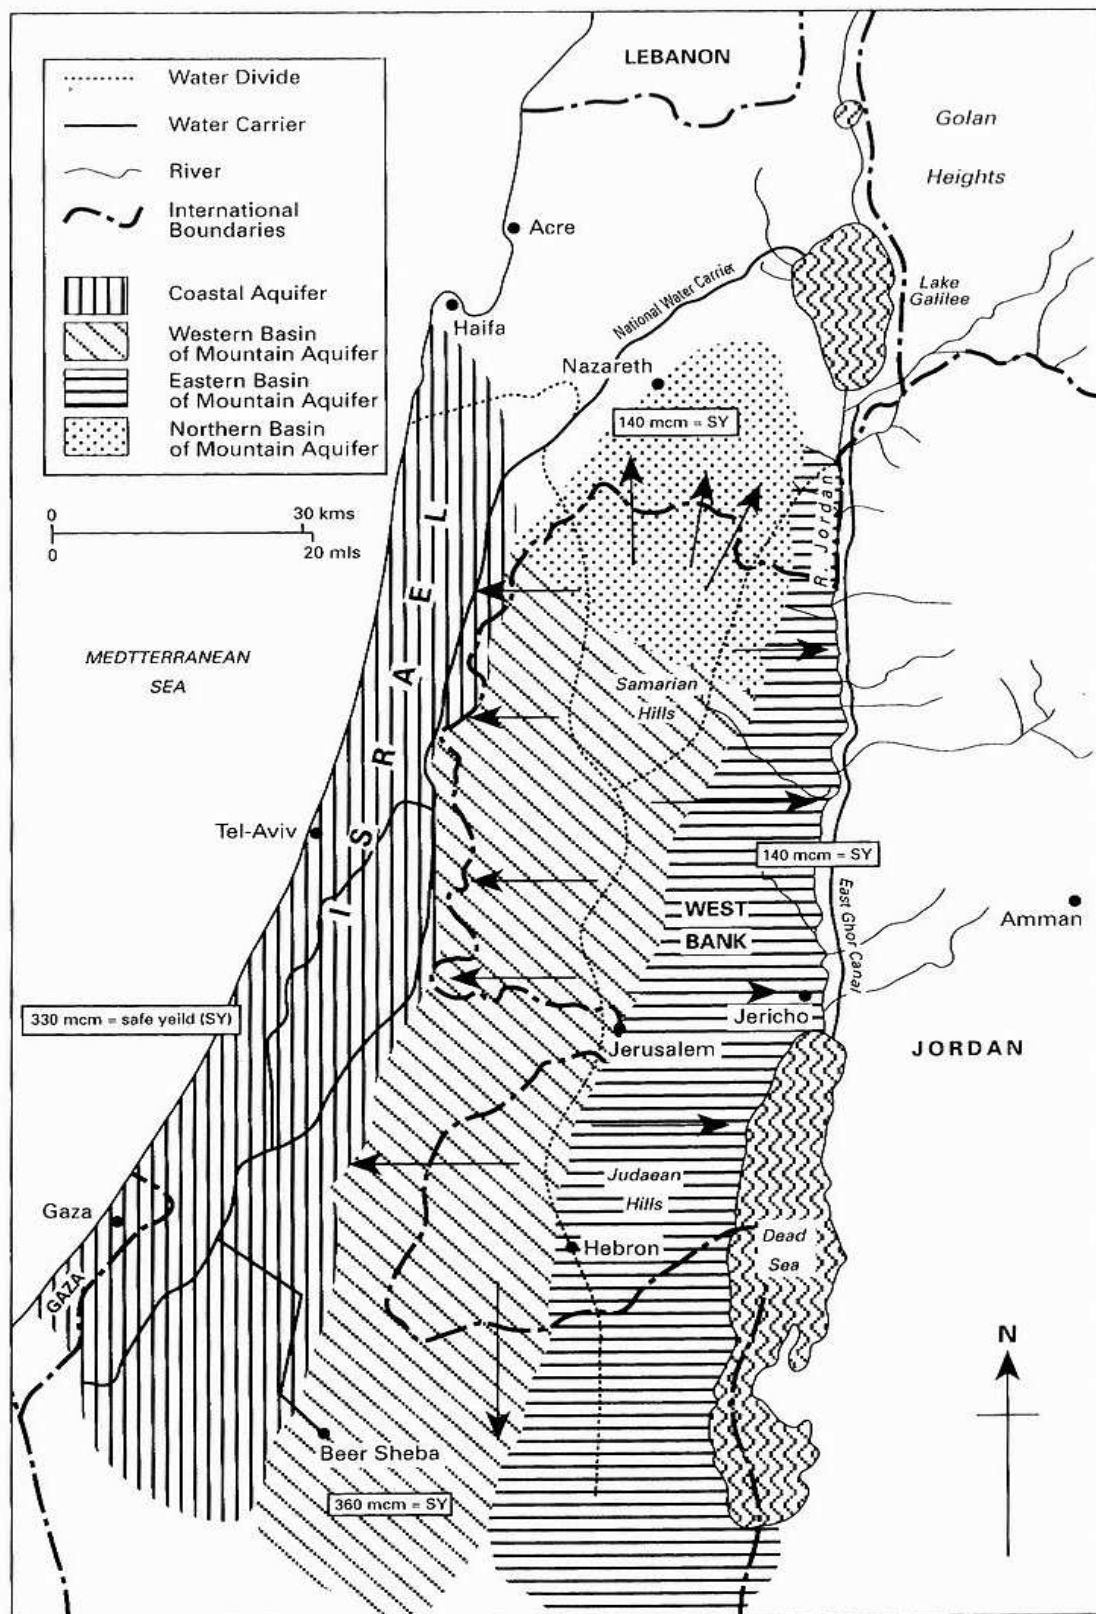 Water Divide
Water Carrier
River
International
Boundaries
Coastal Aquifer
Western Basin
of Mountain Aquifer
Eastern Basin
of Mountain Aquifer
Northern Basin
of Mountain Aquifer
0 30 kms
0 20 mls
LEBANON
Golan
Heights
Acre
Haifa
National Water Carrier
Lake
Galilee
Nazareth
140 mcm = SY
R. Jordan
ISRAEL
MEDTTERRANEAN
SEA
Samarian
Hills
Tel-Aviv
140 mcm = SY
East Ghor Canal
WEST
BANK
Amman
330 mcm = safe yeild (SY)
Jericho
Jerusalem
JORDAN
Judaean
Hills
Gaza
GAZA
Hebron
Dead
Sea
N
Beer Sheba
360 mcm = SY